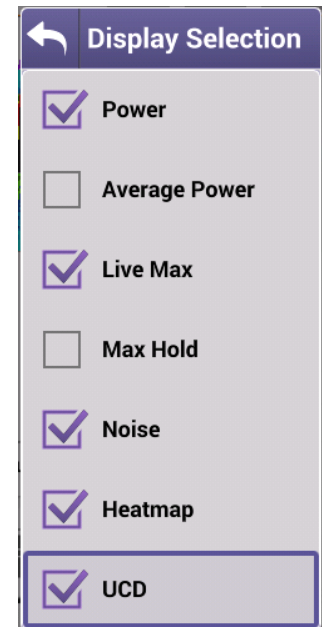 Display Selection
Power
Average Power
Live Max
Max Hold
Noise
Heatmap
UCD